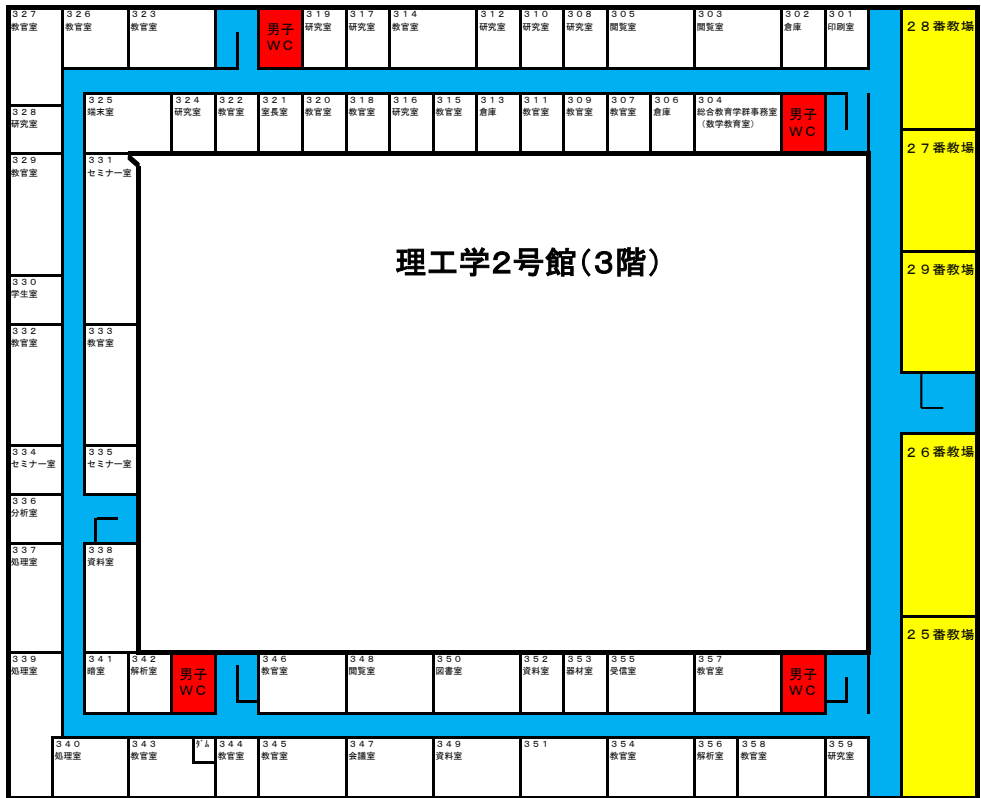 ３２７
教官室
３２６
教官室
３２３
教官室
男子
ＷＣ
３１９
研究室
３１７
研究室
３１４
教官室
３１２
研究室
３１０
研究室
３０８
研究室
３０５
閲覧室
３０３
閲覧室
３０２
倉庫
３０１
印刷室
２８番教場
３２８
研究室
３２５
端末室
３２４
研究室
３２２
教官室
３２１
室長室
３２０
教官室
３１８
教官室
３１６
研究室
３１５
教官室
３１３
倉庫
３１１
教官室
３０９
教官室
３０７
教官室
３０６
倉庫
３０４
総合教育学群事務室
（数学教育室）
男子
ＷＣ
２７番教場
３２９
教官室
３３１
セミナー室
理工学２号館（３階）
２９番教場
３３０
学生室
３３２
教官室
３３３
教官室
３３４
セミナー室
３３５
セミナー室
２６番教場
３３６
分析室
３３７
処理室
３３８
資料室
２５番教場
３３９
処理室
３４１
暗室
３４２
解析室
男子
ＷＣ
３４６
教官室
３４８
閲覧室
３５０
図書室
３５２
資料室
３５３
器材室
３５５
受信室
３５７
教官室
男子
ＷＣ
３４０
処理室
３４３
教官室
ﾀﾞﾑ
３４４
教官室
３４５
教官室
３４７
会議室
３４９
資料室
３５１
３５４
教官室
３５６
解析室
３５８
教官室
３５９
研究室